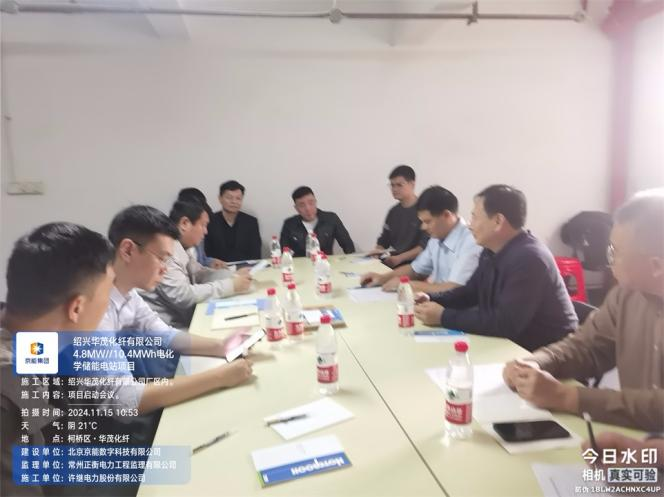 京能集团
绍兴华茂化纤有限公司
4.8MW//10.4MWh电化
学储能电站项目
施工区域：绍兴华茂化纤有限公司厂区内。
施工内容：项目启动会议。
拍摄时间：2024.11.15 10:53
天 气：阴 21℃
地 点：柯桥区·华茂化纤
建设单位：北京京能数字科技有限公司
监理单位：常州正衡电力工程监理有限公司
施工单位：许继电力股份有限公司
Notebook
今日水印
相机 真实可验
防伪 18LW2ACHNXC4UP